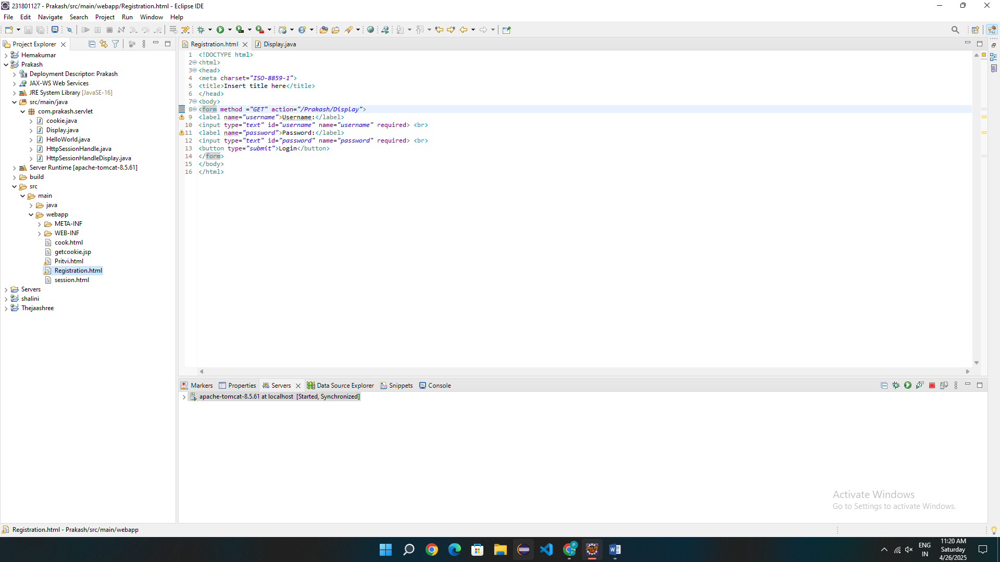 231801127 - Prakash/src/main/webapp/Registration.html - Eclipse IDE
File Edit Navigate Search Project Run Window Help
Project Explorer
Hemakumar
Prakash
Deployment Descriptor: Prakash
JAX-WS Web Services
JRE System Library [JavaSE-16]
src/main/java
com.prakash.servlet
cookie.java
Display.java
HelloWorld.java
HttpSessionHandle.java
HttpSessionHandleDisplay.java
Server Runtime [apache-tomcat-8.5.61]
build
src
main
java
webapp
META-INF
WEB-INF
cook.html
getcookie.jsp
Pritvi.html
Registration.html
session.html
Servers
shalini
Thejaashree
Registration.html Display.java
1 <!DOCTYPE html>
2 <html>
3 <head>
4 <meta charset="ISO-8859-1">
5 <title>Insert title here</title>
6 </head>
7 <body>
8 <form method ="GET" action="/Prakash/Display">
9 <label name="username">Username:</label>
10 <input type="text" id="username" name="username" required> <br>
11 <label name="password">Password:</label>
12 <input type="text" id="password" name="password" required> <br>
13 <button type="submit">Login</button>
14 </form>
15 </body>
16 </html>
Markers Properties Servers Data Source Explorer Snippets Console
apache-tomcat-8.5.61 at localhost [Started, Synchronized]
Activate Windows
Go to Settings to activate Windows.
Registration.html - Prakash/src/main/webapp
ENG
IN
11:20 AM
Saturday
4/26/2025